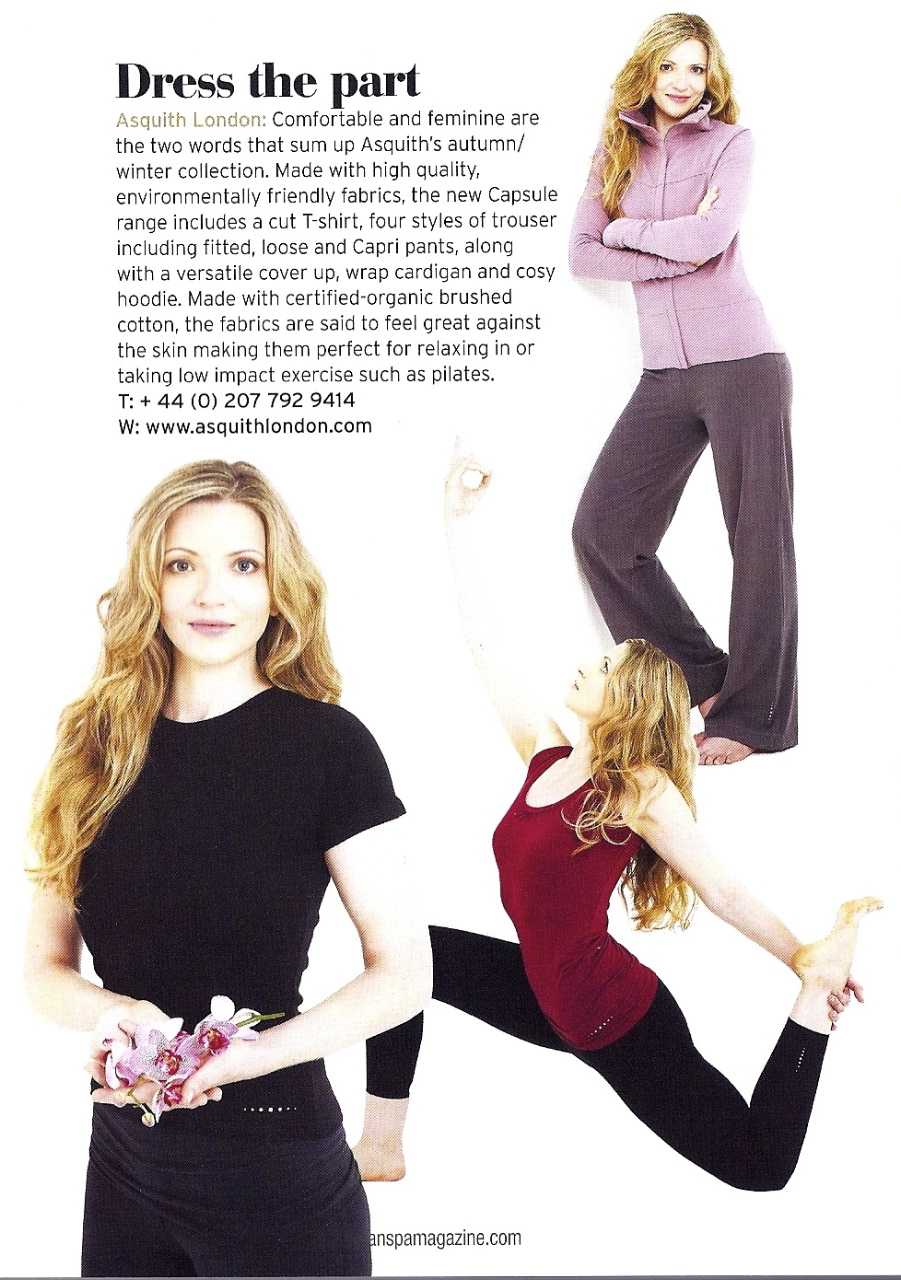 Dress the part
Asquith London: Comfortable and feminine are
the two words that sum up Asquith's autumn/
winter collection. Made with high quality,
environmentally friendly fabrics, the new Capsule
range includes a cut T-shirt, four styles of trouser
including fitted, loose and Capri pants, along
with a versatile cover up, wrap cardigan and cosy
hoodie. Made with certified-organic brushed
cotton, the fabrics are said to feel great against
the skin making them perfect for relaxing in or
taking low impact exercise such as pilates.
T: + 44 (0) 207 792 9414
W: www.asquithlondon.com
anspamagazine.com